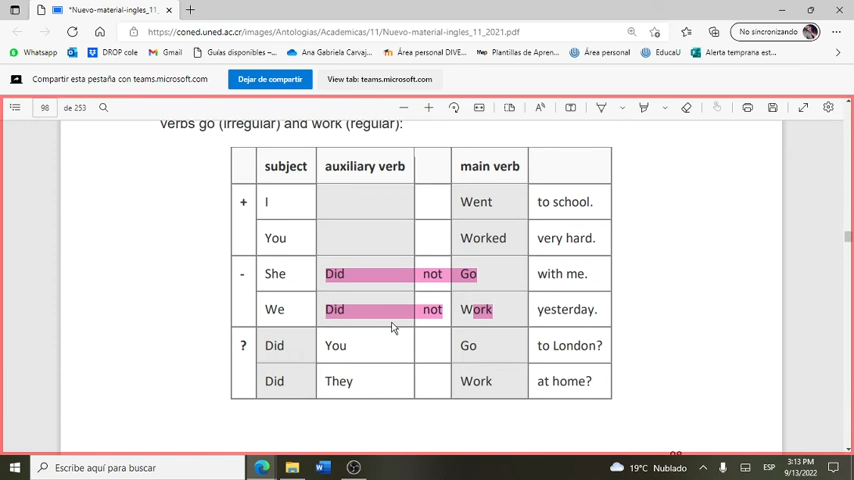 *Nuevo-material-ingles_11_2021
https://coned.uned.ac.cr/images/Antologias/Academicas/11/Nuevo-material-ingles_11_2021.pdf
No sincronizando
Whatsapp DROP cole Gmail Guías disponibles –... Ana Gabriela Carvaj... Área personal DIVE... Plantillas de Apren... Área personal EducaU Alerta temprana est...
Compartir esta pestaña con teams.microsoft.com Dejar de compartir View tab: teams.microsoft.com
98 de 253
verbs go (irregular) and work (regular):
subject auxiliary verb main verb
+ I Went to school.
You Worked very hard.
- She Did not Go with me.
We Did not Work yesterday.
? Did You Go to London?
Did They Work at home?
Escribe aquí para buscar
19°C Nublado ESP 3:13 PM
9/13/2022